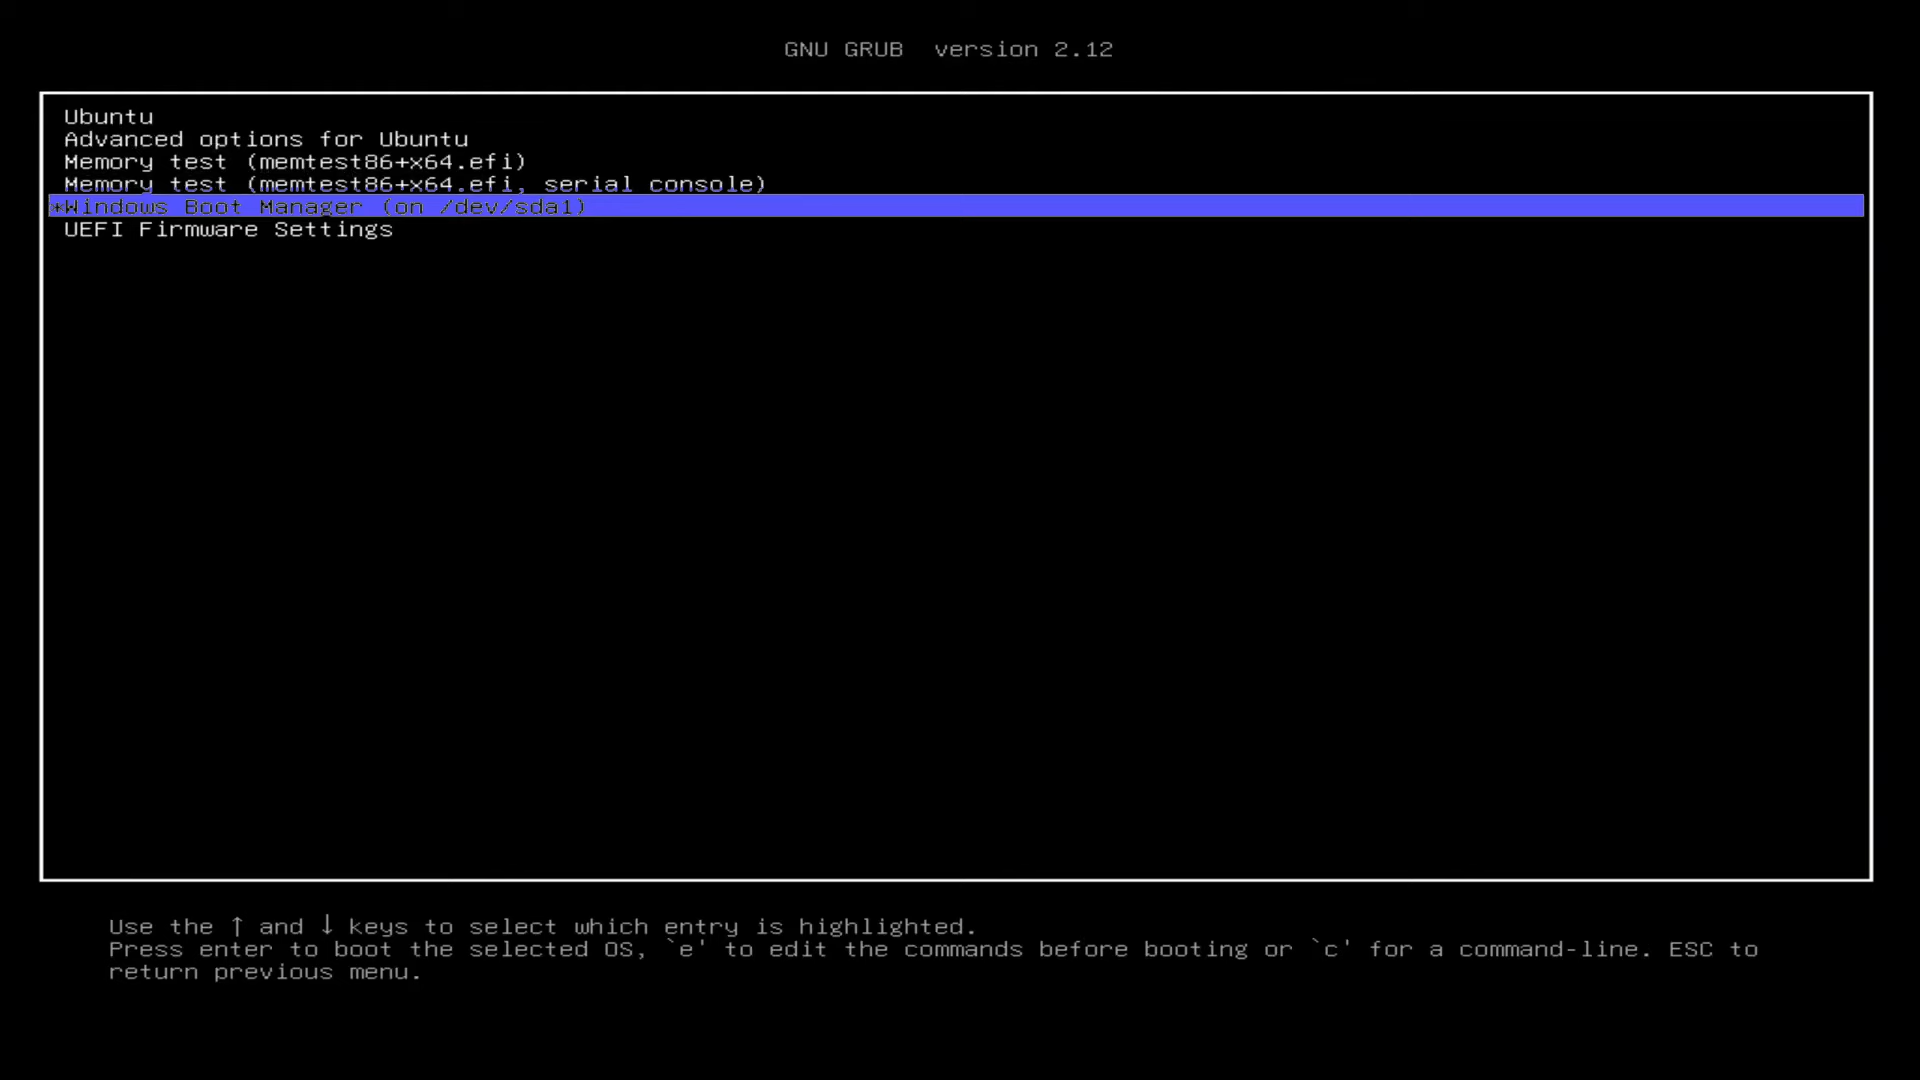 GNU GRUB  version 2.12
Ubuntu
Advanced options for Ubuntu
Memory test (memtest86+x64.efi)
Memory test (memtest86+x64.efi, serial console)
*Windows Boot Manager (on /dev/sda1)
UEFI Firmware Settings
Use the ↑ and ↓ keys to select which entry is highlighted.
Press enter to boot the selected OS, `e' to edit the commands before booting or `c' for a command-line. ESC to
return previous menu.